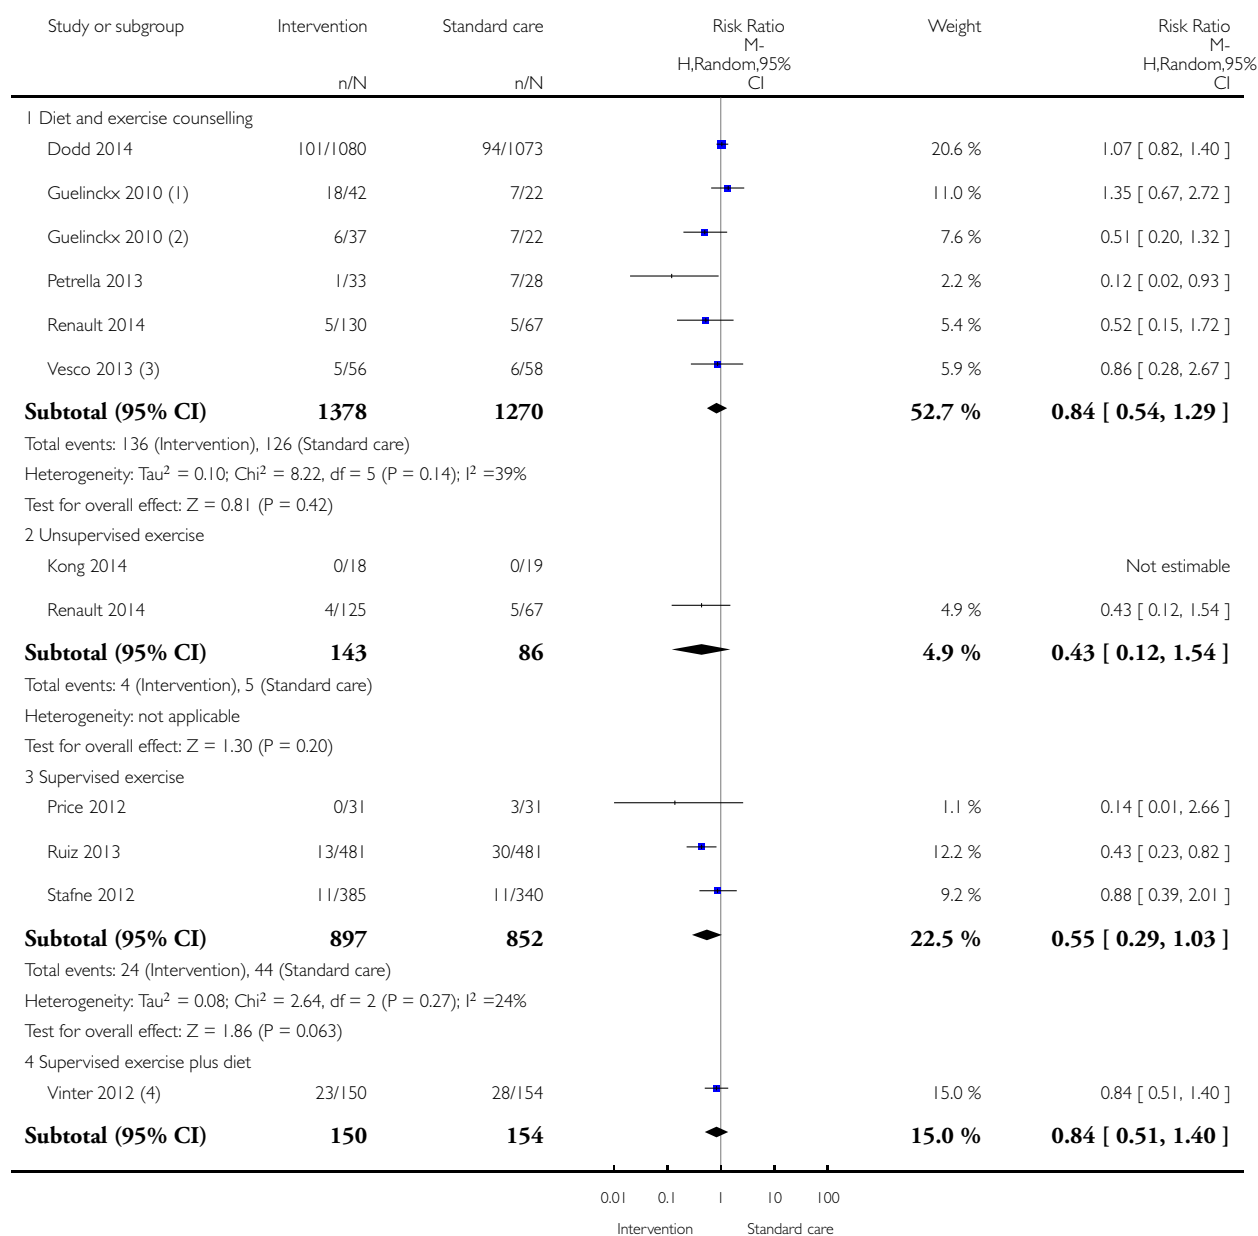 Study or subgroup Intervention Standard care Risk Ratio Weight Risk Ratio
M- M-
H,Random,95% H,Random,95%
n/N n/N CI CI
1 Diet and exercise counselling
Dodd 2014 101/1080 94/1073 20.6 % 1.07 [ 0.82, 1.40 ]
Guelinckx 2010 (1) 18/42 7/22 11.0 % 1.35 [ 0.67, 2.72 ]
Guelinckx 2010 (2) 6/37 7/22 7.6 % 0.51 [ 0.20, 1.32 ]
Petrella 2013 1/33 7/28 2.2 % 0.12 [ 0.02, 0.93 ]
Renault 2014 5/130 5/67 5.4 % 0.52 [ 0.15, 1.72 ]
Vesco 2013 (3) 5/56 6/58 5.9 % 0.86 [ 0.28, 2.67 ]
Subtotal (95% CI) 1378 1270 52.7 % 0.84 [ 0.54, 1.29 ]
Total events: 136 (Intervention), 126 (Standard care)
Heterogeneity: Tau² = 0.10; Chi² = 8.22, df = 5 (P = 0.14); I² =39%
Test for overall effect: Z = 0.81 (P = 0.42)
2 Unsupervised exercise
Kong 2014 0/18 0/19 Not estimable
Renault 2014 4/125 5/67 4.9 % 0.43 [ 0.12, 1.54 ]
Subtotal (95% CI) 143 86 4.9 % 0.43 [ 0.12, 1.54 ]
Total events: 4 (Intervention), 5 (Standard care)
Heterogeneity: not applicable
Test for overall effect: Z = 1.30 (P = 0.20)
3 Supervised exercise
Price 2012 0/31 3/31 1.1 % 0.14 [ 0.01, 2.66 ]
Ruiz 2013 13/481 30/481 12.2 % 0.43 [ 0.23, 0.82 ]
Stafne 2012 11/385 11/340 9.2 % 0.88 [ 0.39, 2.01 ]
Subtotal (95% CI) 897 852 22.5 % 0.55 [ 0.29, 1.03 ]
Total events: 24 (Intervention), 44 (Standard care)
Heterogeneity: Tau² = 0.08; Chi² = 2.64, df = 2 (P = 0.27); I² =24%
Test for overall effect: Z = 1.86 (P = 0.063)
4 Supervised exercise plus diet
Vinter 2012 (4) 23/150 28/154 15.0 % 0.84 [ 0.51, 1.40 ]
Subtotal (95% CI) 150 154 15.0 % 0.84 [ 0.51, 1.40 ]
0.01 0.1 1 10 100
Intervention Standard care